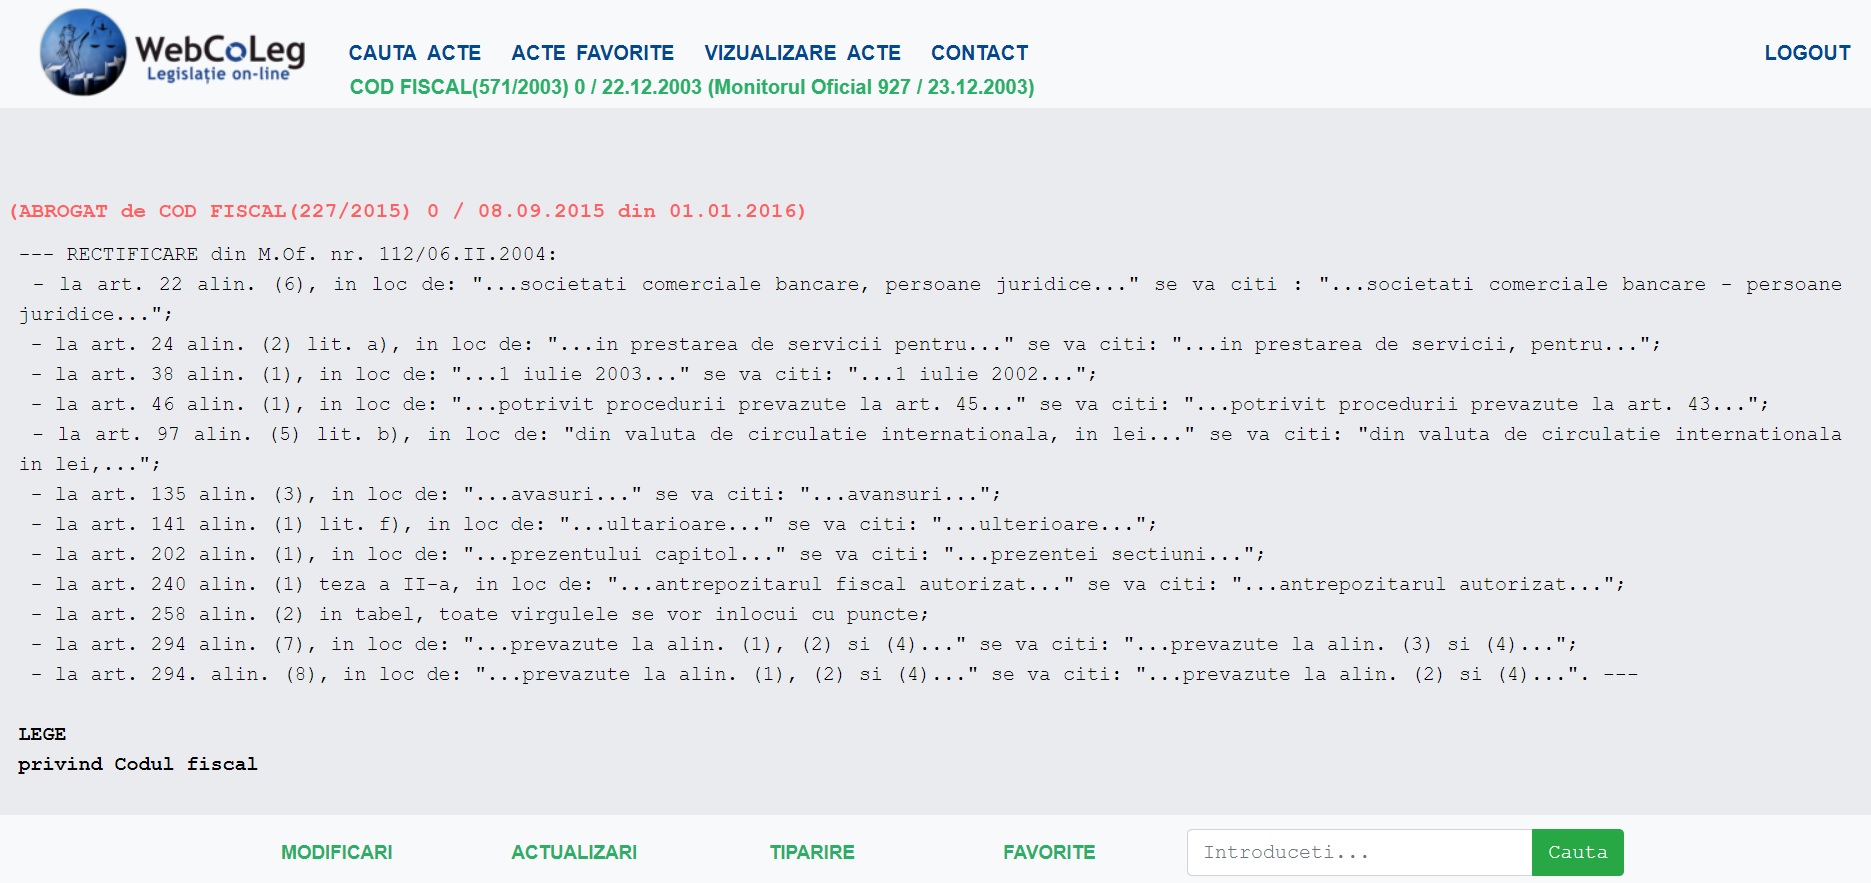 WebCoLeg
Legislație on-line
CAUTA ACTE ACTE FAVORITE VIZUALIZARE ACTE CONTACT LOGOUT
COD FISCAL(571/2003) 0 / 22.12.2003 (Monitorul Oficial 927 / 23.12.2003)
(ABROGAT de COD FISCAL(227/2015) 0 / 08.09.2015 din 01.01.2016)
--- RECTIFICARE din M.Of. nr. 112/06.II.2004:
- la art. 22 alin. (6), in loc de: "...societati comerciale bancare, persoane juridice..." se va citi : "...societati comerciale bancare - persoane
juridice...";
- la art. 24 alin. (2) lit. a), in loc de: "...in prestarea de servicii pentru..." se va citi: "...in prestarea de servicii, pentru...";
- la art. 38 alin. (1), in loc de: "...1 iulie 2003..." se va citi: "...1 iulie 2002...";
- la art. 46 alin. (1), in loc de: "...potrivit procedurii prevazute la art. 45..." se va citi: "...potrivit procedurii prevazute la art. 43...";
- la art. 97 alin. (5) lit. b), in loc de: "din valuta de circulatie internationala, in lei..." se va citi: "din valuta de circulatie internationala
in lei,...";
- la art. 135 alin. (3), in loc de: "...avasuri..." se va citi: "...avansuri...";
- la art. 141 alin. (1) lit. f), in loc de: "...ultarioare..." se va citi: "...ulterioare...";
- la art. 202 alin. (1), in loc de: "...prezentului capitol..." se va citi: "...prezentei sectiuni...";
- la art. 240 alin. (1) teza a II-a, in loc de: "...antrepozitarul fiscal autorizat..." se va citi: "...antrepozitarul autorizat...";
- la art. 258 alin. (2) in tabel, toate virgulele se vor inlocui cu puncte;
- la art. 294 alin. (7), in loc de: "...prevazute la alin. (1), (2) si (4)..." se va citi: "...prevazute la alin. (3) si (4)...";
- la art. 294. alin. (8), in loc de: "...prevazute la alin. (1), (2) si (4)..." se va citi: "...prevazute la alin. (2) si (4)...". ---
LEGE
privind Codul fiscal
MODIFICARI ACTUALIZARI TIPARIRE FAVORITE Introduceti... Cauta